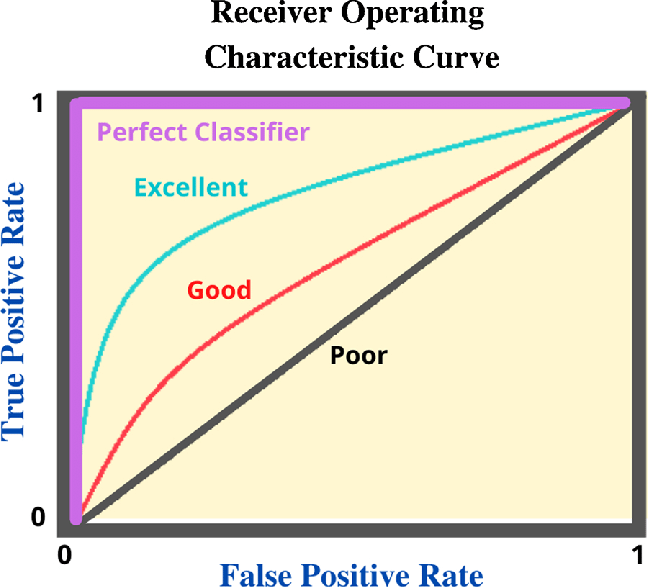 Receiver Operating
Characteristic Curve
1
Perfect Classifier
Excellent
Good
Poor
True Positive Rate
0
0
1
False Positive Rate